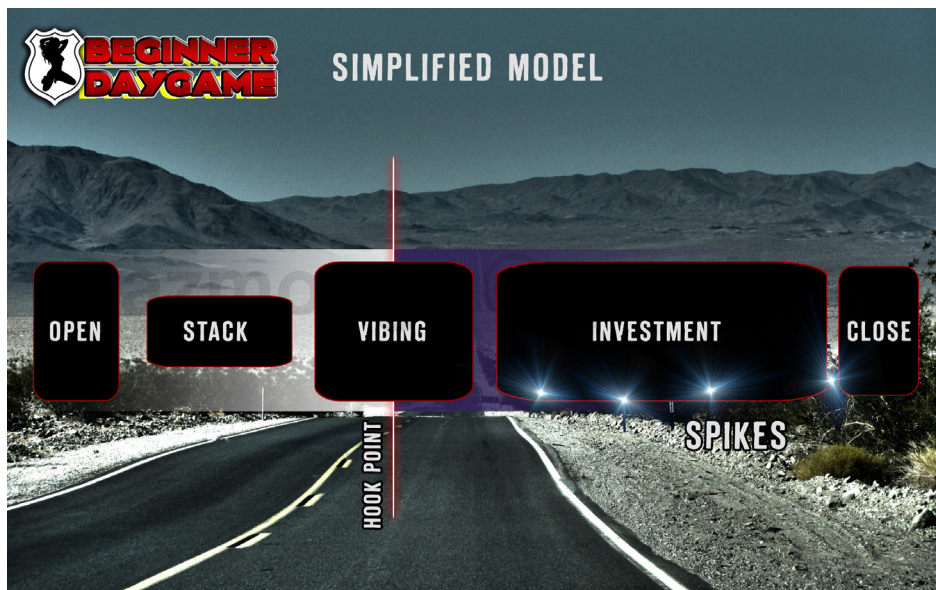 BEGINNER
DAYGAME
SIMPLIFIED MODEL
OPEN
STACK
VIBING
INVESTMENT
CLOSE
HOOK POINT
SPIKES